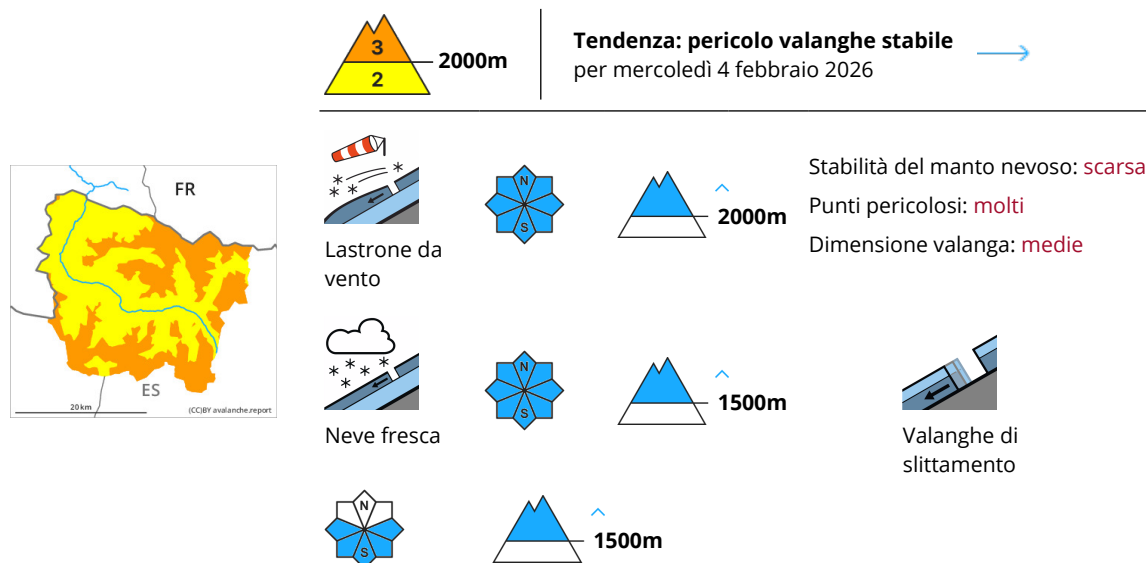 3
2
2000m
Tendenza: pericolo valanghe stabile
per mercoledì 4 febbraio 2026
FR
ES
20 km
(CC)BY avalanche.report
Lastrone da
vento
N
S
2000m
Stabilità del manto nevoso: scarsa
Punti pericolosi: molti
Dimensione valanga: medie
Neve fresca
N
S
1500m
Valanghe di
slittamento
N
S
1500m